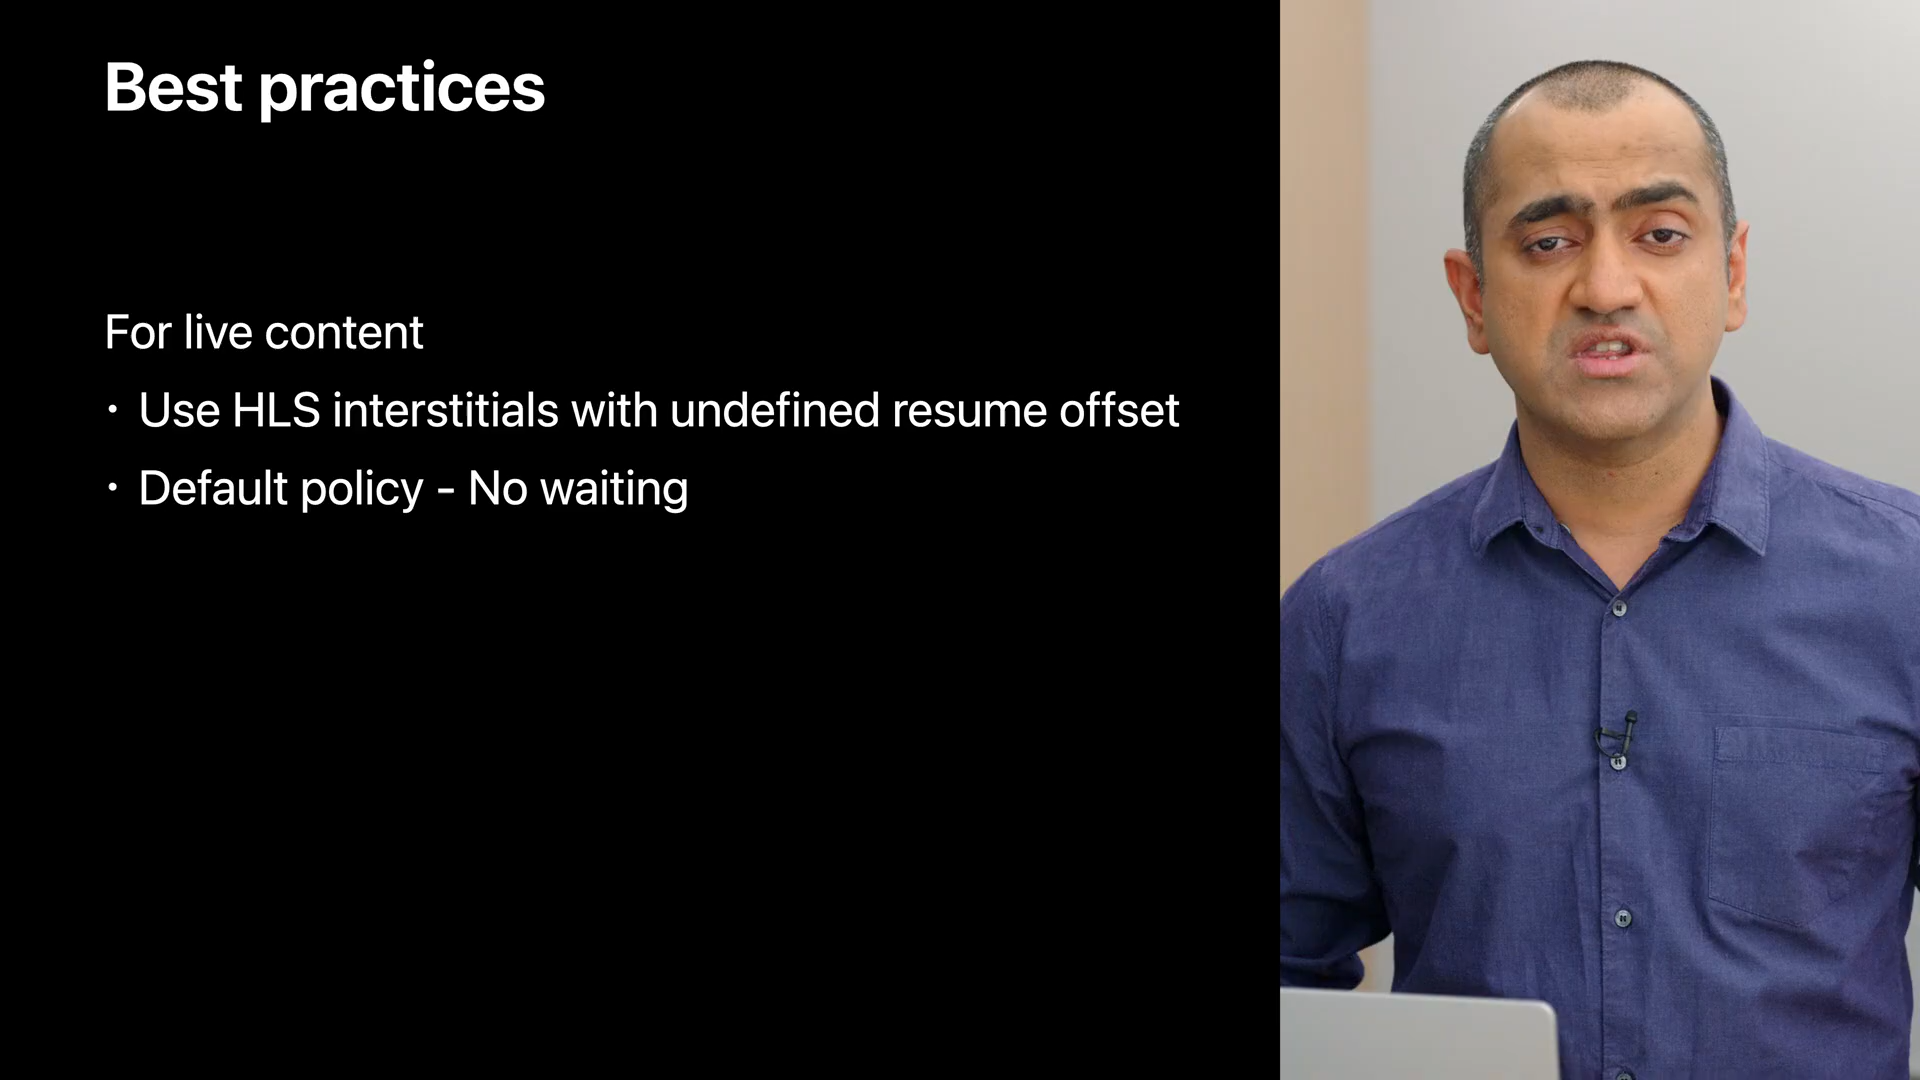 Best practices
For live content
• Use HLS interstitials with undefined resume offset
• Default policy - No waiting